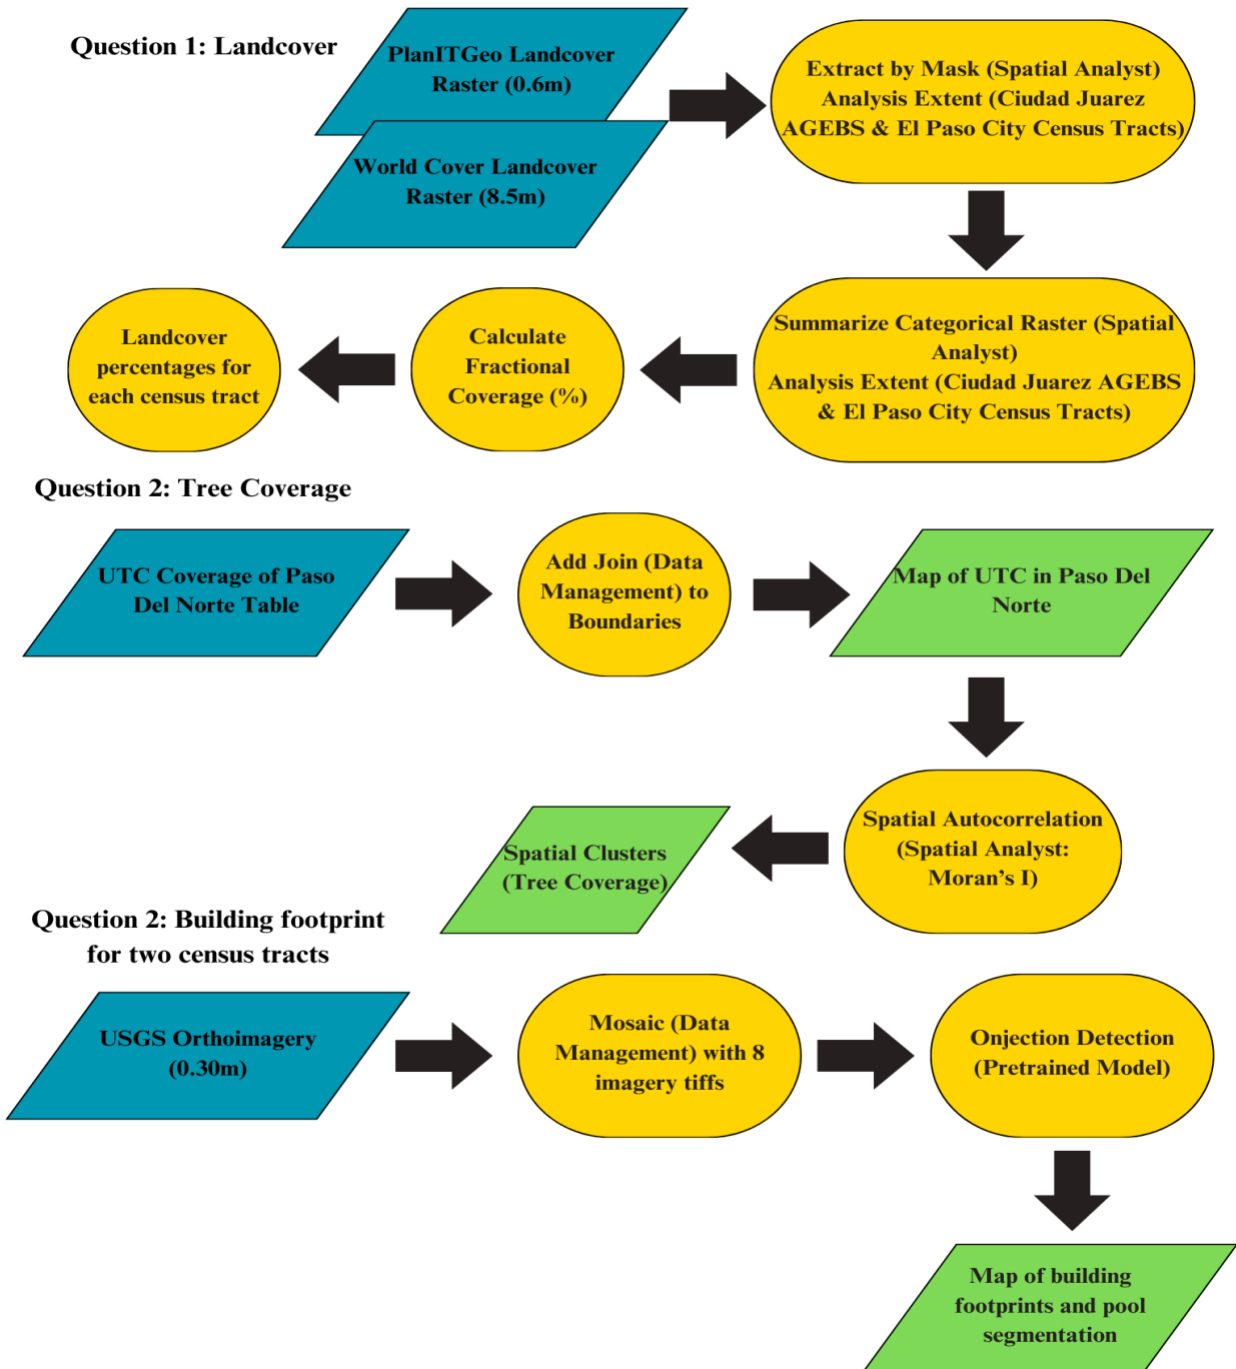 Question 1: Landcover
PlanITGeo Landcover
Raster (0.6m)
World Cover Landcover
Raster (8.5m)
Extract by Mask (Spatial Analyst)
Analysis Extent (Ciudad Juarez
AGEBS & El Paso City Census Tracts)
Summarize Categorical Raster (Spatial
Analyst)
Analysis Extent (Ciudad Juarez AGEBS
& El Paso City Census Tracts)
Calculate
Fractional
Coverage (%)
Landcover
percentages for
each census tract
Question 2: Tree Coverage
UTC Coverage of Paso
Del Norte Table
Add Join (Data
Management) to
Boundaries
Map of UTC in Paso Del
Norte
Spatial Autocorrelation
(Spatial Analyst:
Moran's I)
Spatial Clusters
(Tree Coverage)
Question 2: Building footprint
for two census tracts
USGS Orthoimagery
(0.30m)
Mosaic (Data
Management) with 8
imagery tiffs
Onjection Detection
(Pretrained Model)
Map of building
footprints and pool
segmentation